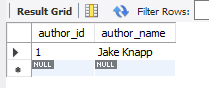 Result Grid Filter Rows:
author_id author_name
1 Jake Knapp
NULL NULL